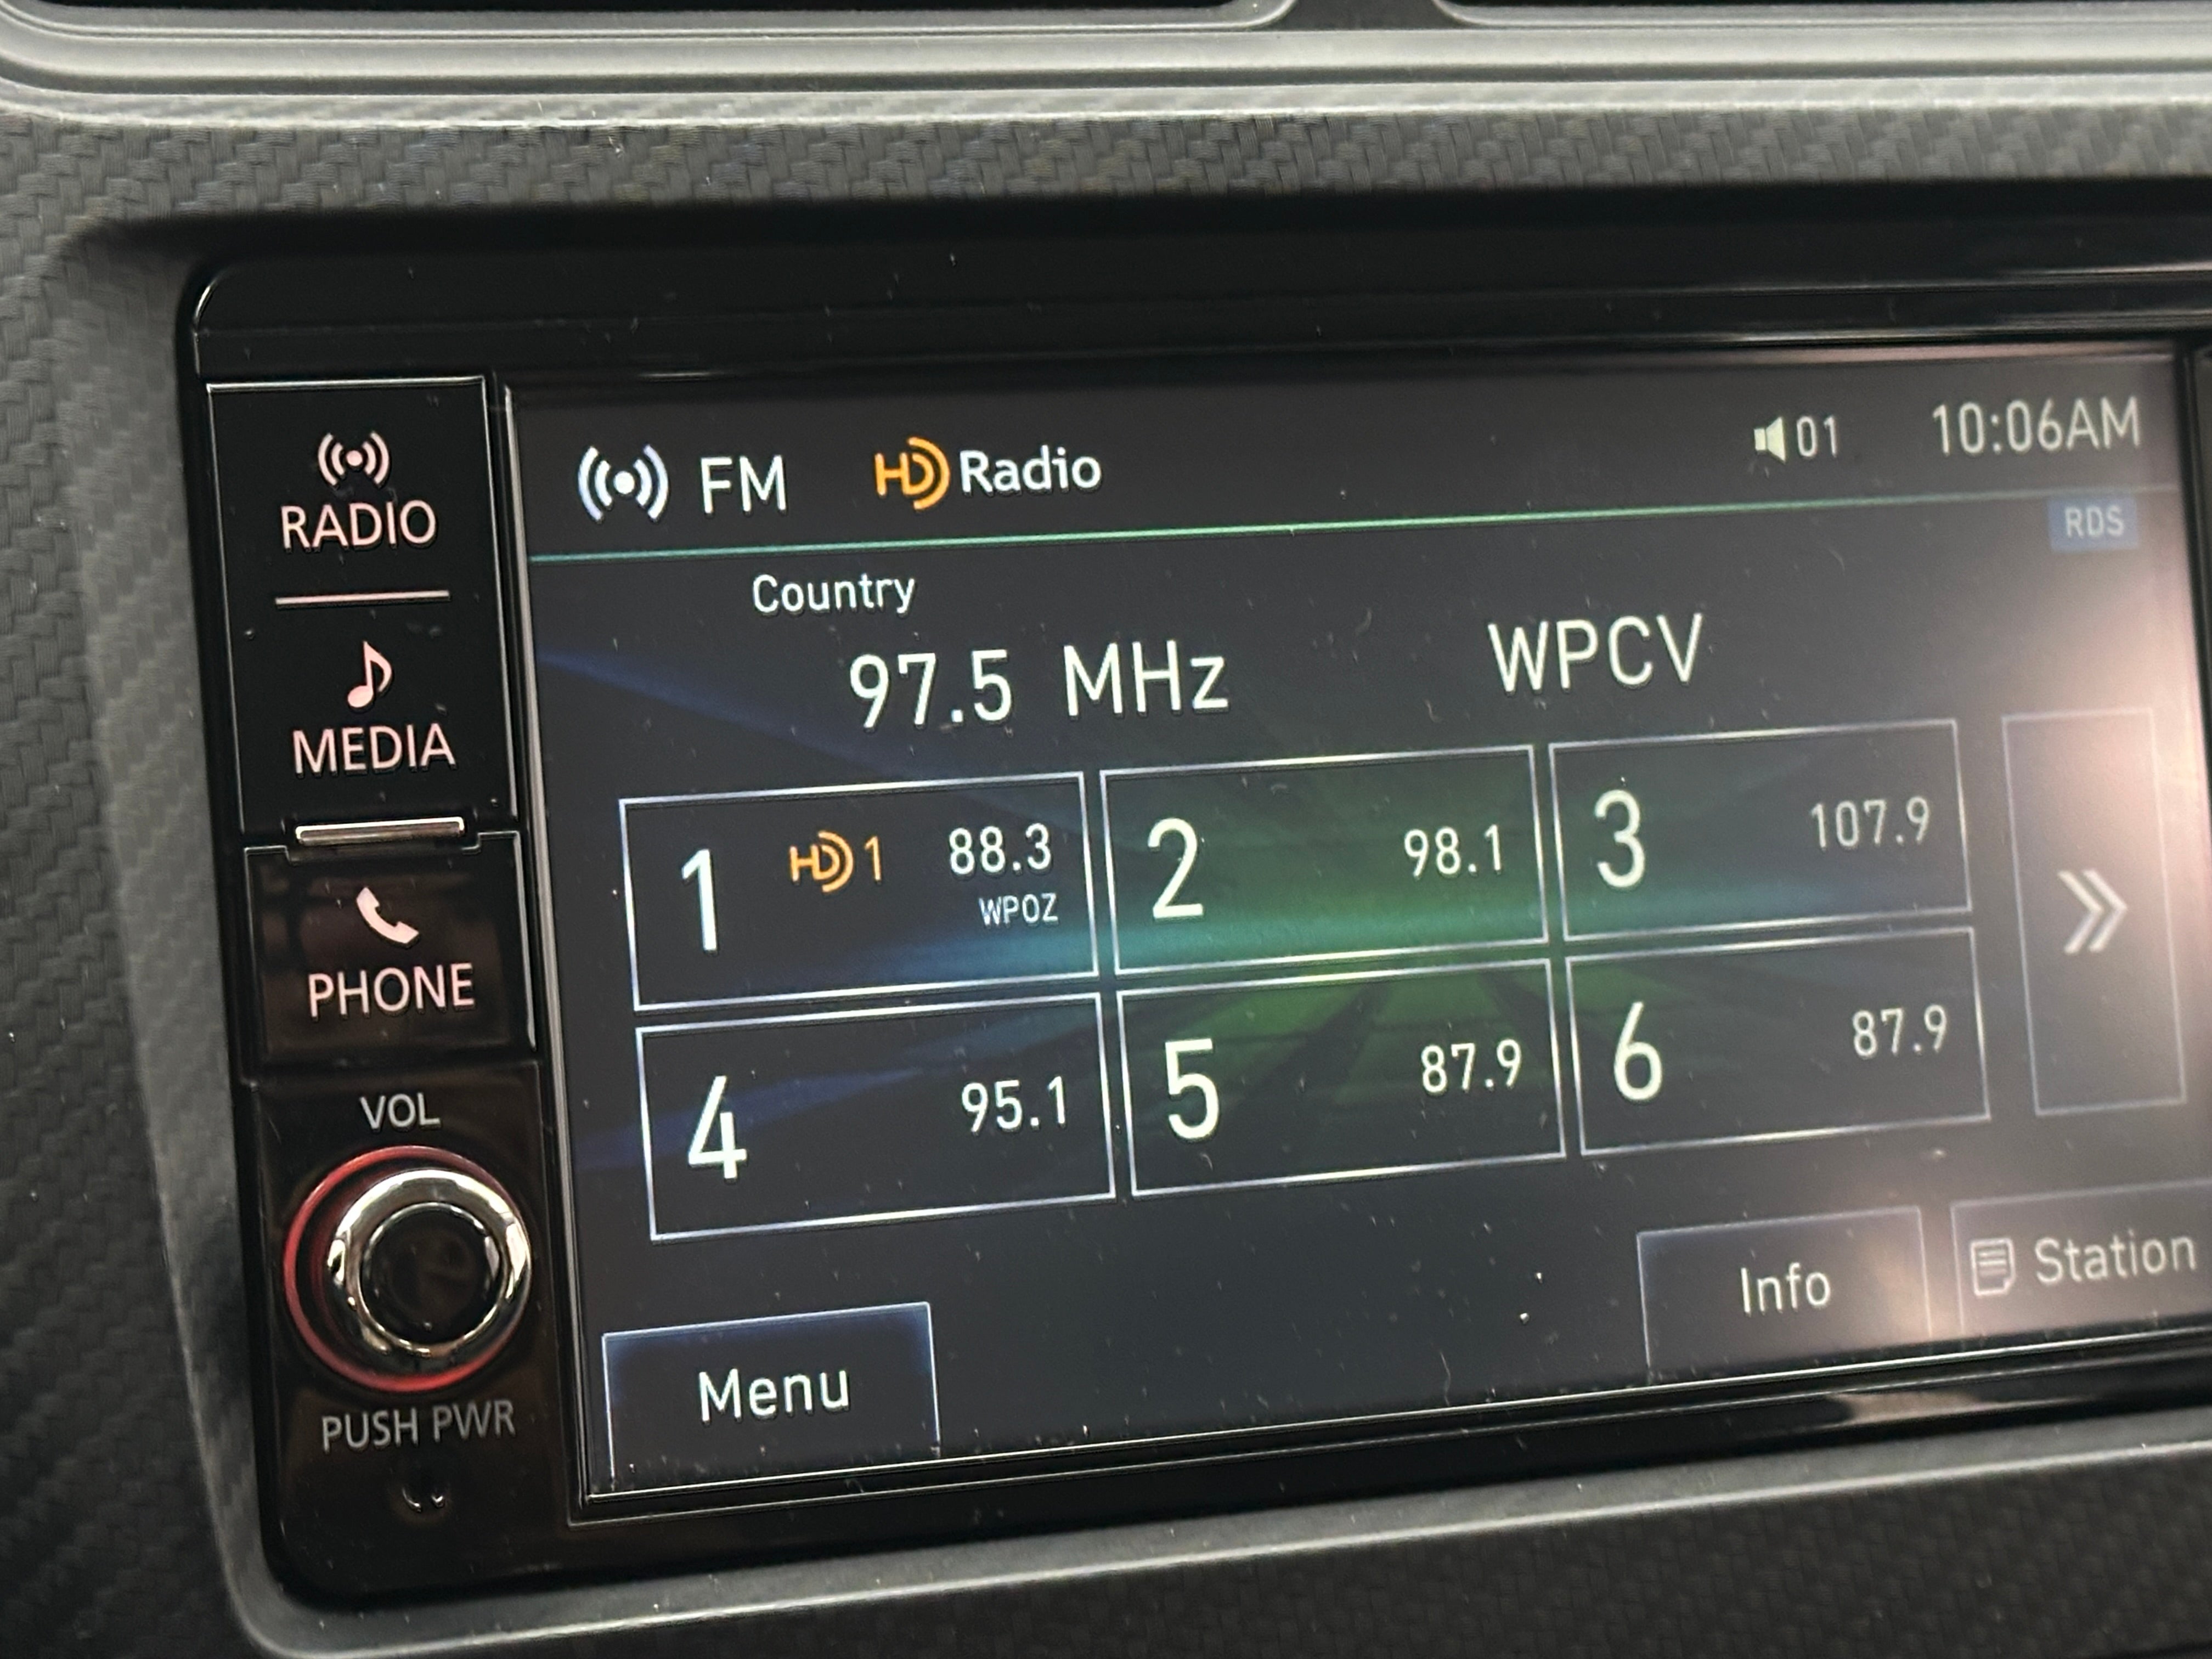 RADIO
MEDIA
PHONE
VOL
PUSH PWR
FM HD Radio 01 10:06AM
RDS
Country
97.5 MHz WPCV
1 HD1 88.3
WPOZ
2 98.1
3 107.9
4 95.1
5 87.9
6 87.9
Menu Info Station